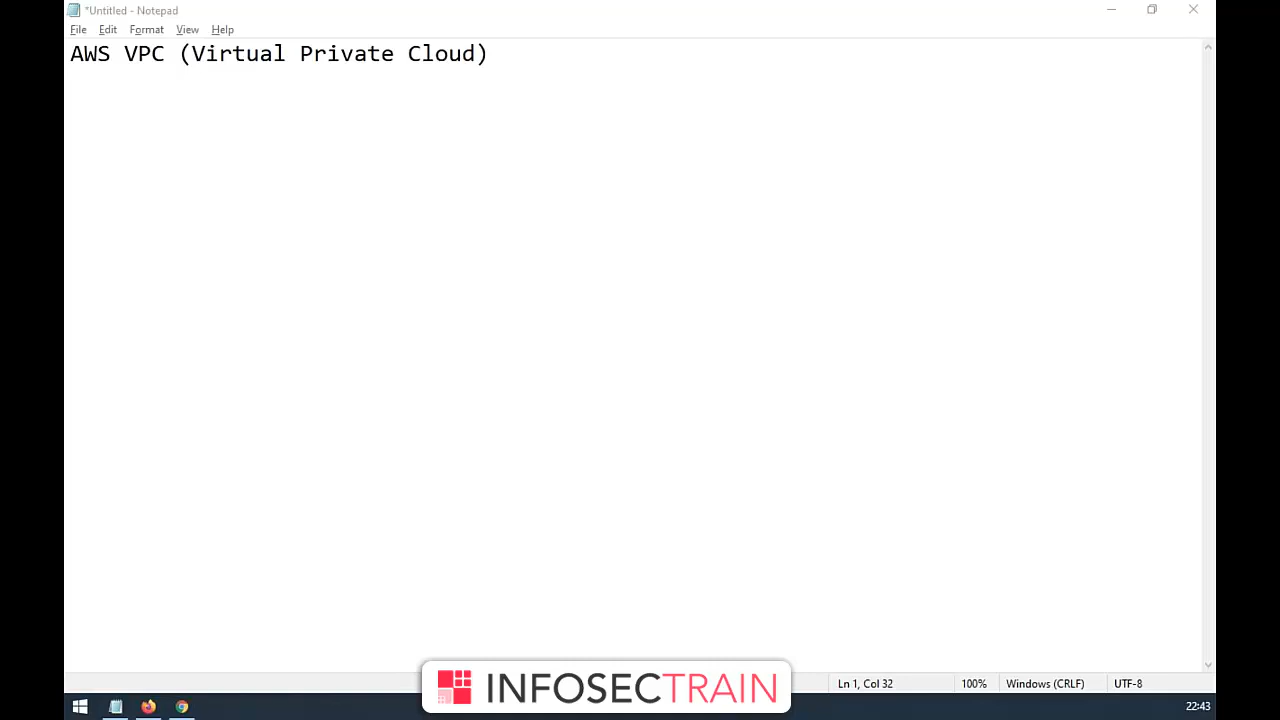 *Untitled - Notepad
File Edit Format View Help
AWS VPC (Virtual Private Cloud)
Ln 1, Col 32 100% Windows (CRLF) UTF-8
INFOSECTRAIN
22:43